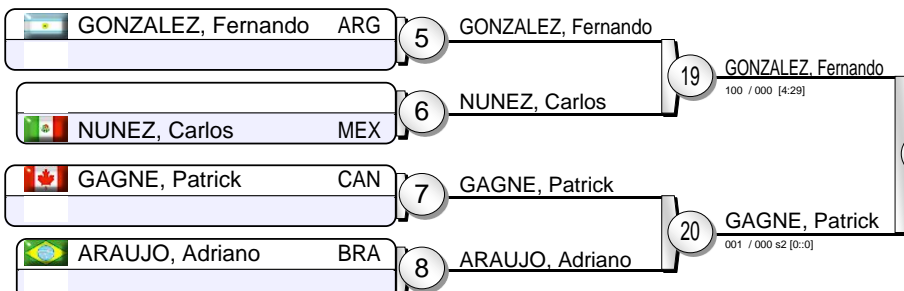 GONZALEZ, Fernando ARG
5
GONZALEZ, Fernando
19
GONZALEZ, Fernando
100 / 000 [4:29]
6
NUNEZ, Carlos
NUNEZ, Carlos MEX
GAGNE, Patrick CAN
7
GAGNE, Patrick
20
GAGNE, Patrick
001 / 000 s2 [0::0]
ARAUJO, Adriano BRA
8
ARAUJO, Adriano